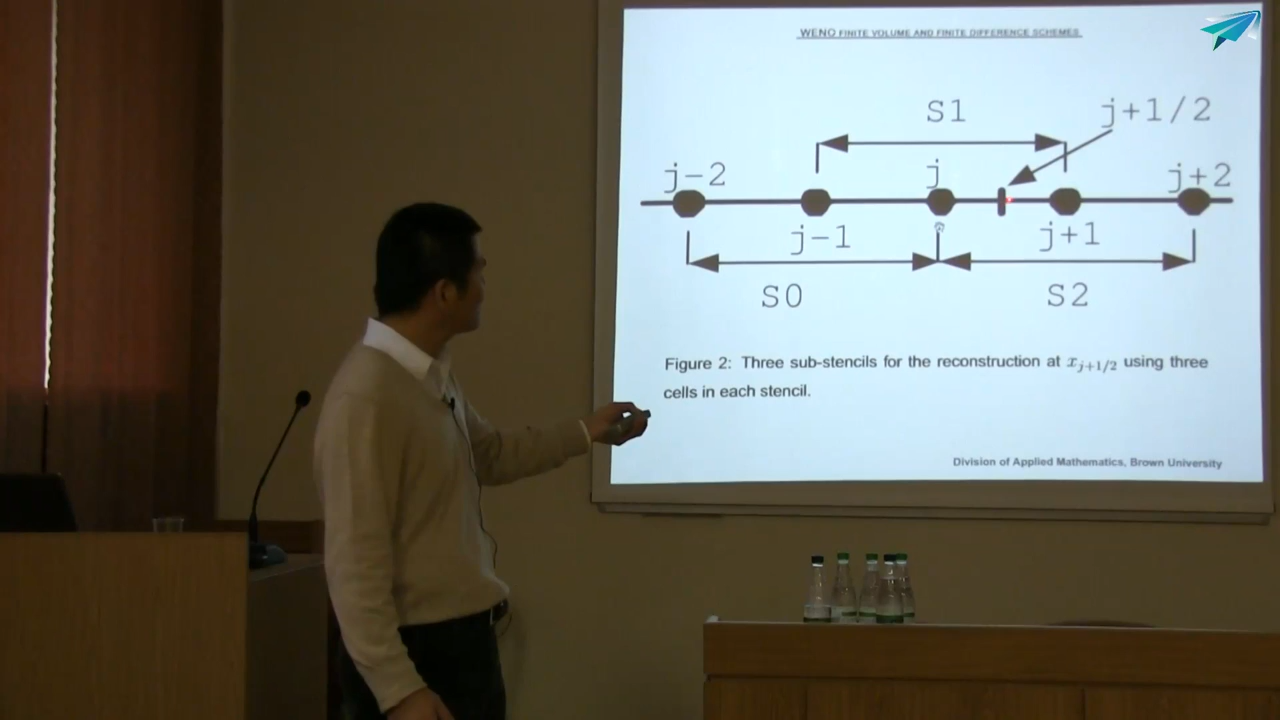 WENO FINITE VOLUME AND FINITE DIFFERENCE SCHEMES
S1
j+1/2
j-2
j
j+2
j-1
j+1
S0
S2
Figure 2: Three sub-stencils for the reconstruction at x_{j+1/2} using three
cells in each stencil.
Division of Applied Mathematics, Brown University